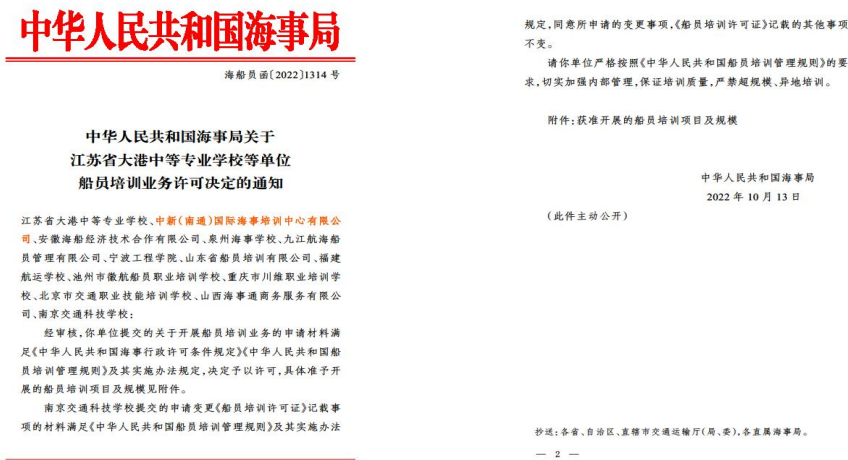 中华人民共和国海事局
海船员函〔2022〕1314 号
中华人民共和国海事局关于
江苏省大港中等专业学校等单位
船员培训业务许可决定的通知
江苏省大港中等专业学校、中新(南通)国际海事培训中心有限公
司、安徽海船经济技术合作有限公司、泉州海事学校、九江航海船
员管理有限公司、宁波工程学院、山东省船员培训有限公司、福建
航运学校、池州市徽航船员职业培训学校、重庆市川维职业培训学
校、北京市交通职业技能培训学校、山西海事通商务服务有限公
司、南京交通科技学校:
经审核,你单位提交的关于开展船员培训业务的申请材料满
足《中华人民共和国海事行政许可条件规定》《中华人民共和国船
员培训管理规则》及其实施办法规定,决定予以许可,具体准予开
展的船员培训项目及规模见附件。
南京交通科技学校提交的申请变更《船员培训许可证》记载事
项的材料满足《中华人民共和国船员培训管理规则》及其实施办法
规定,同意所申请的变更事项,《船员培训许可证》记载的其他事项
不变。
请你单位严格按照《中华人民共和国船员培训管理规则》的要
求,切实加强内部管理,保证培训质量,严禁超规模、异地培训。
附件:获准开展的船员培训项目及规模
中华人民共和国海事局
2022 年 10 月 13 日
(此件主动公开)
抄送:各省、自治区、直辖市交通运输厅(局、委),各直属海事局。
— 2 —